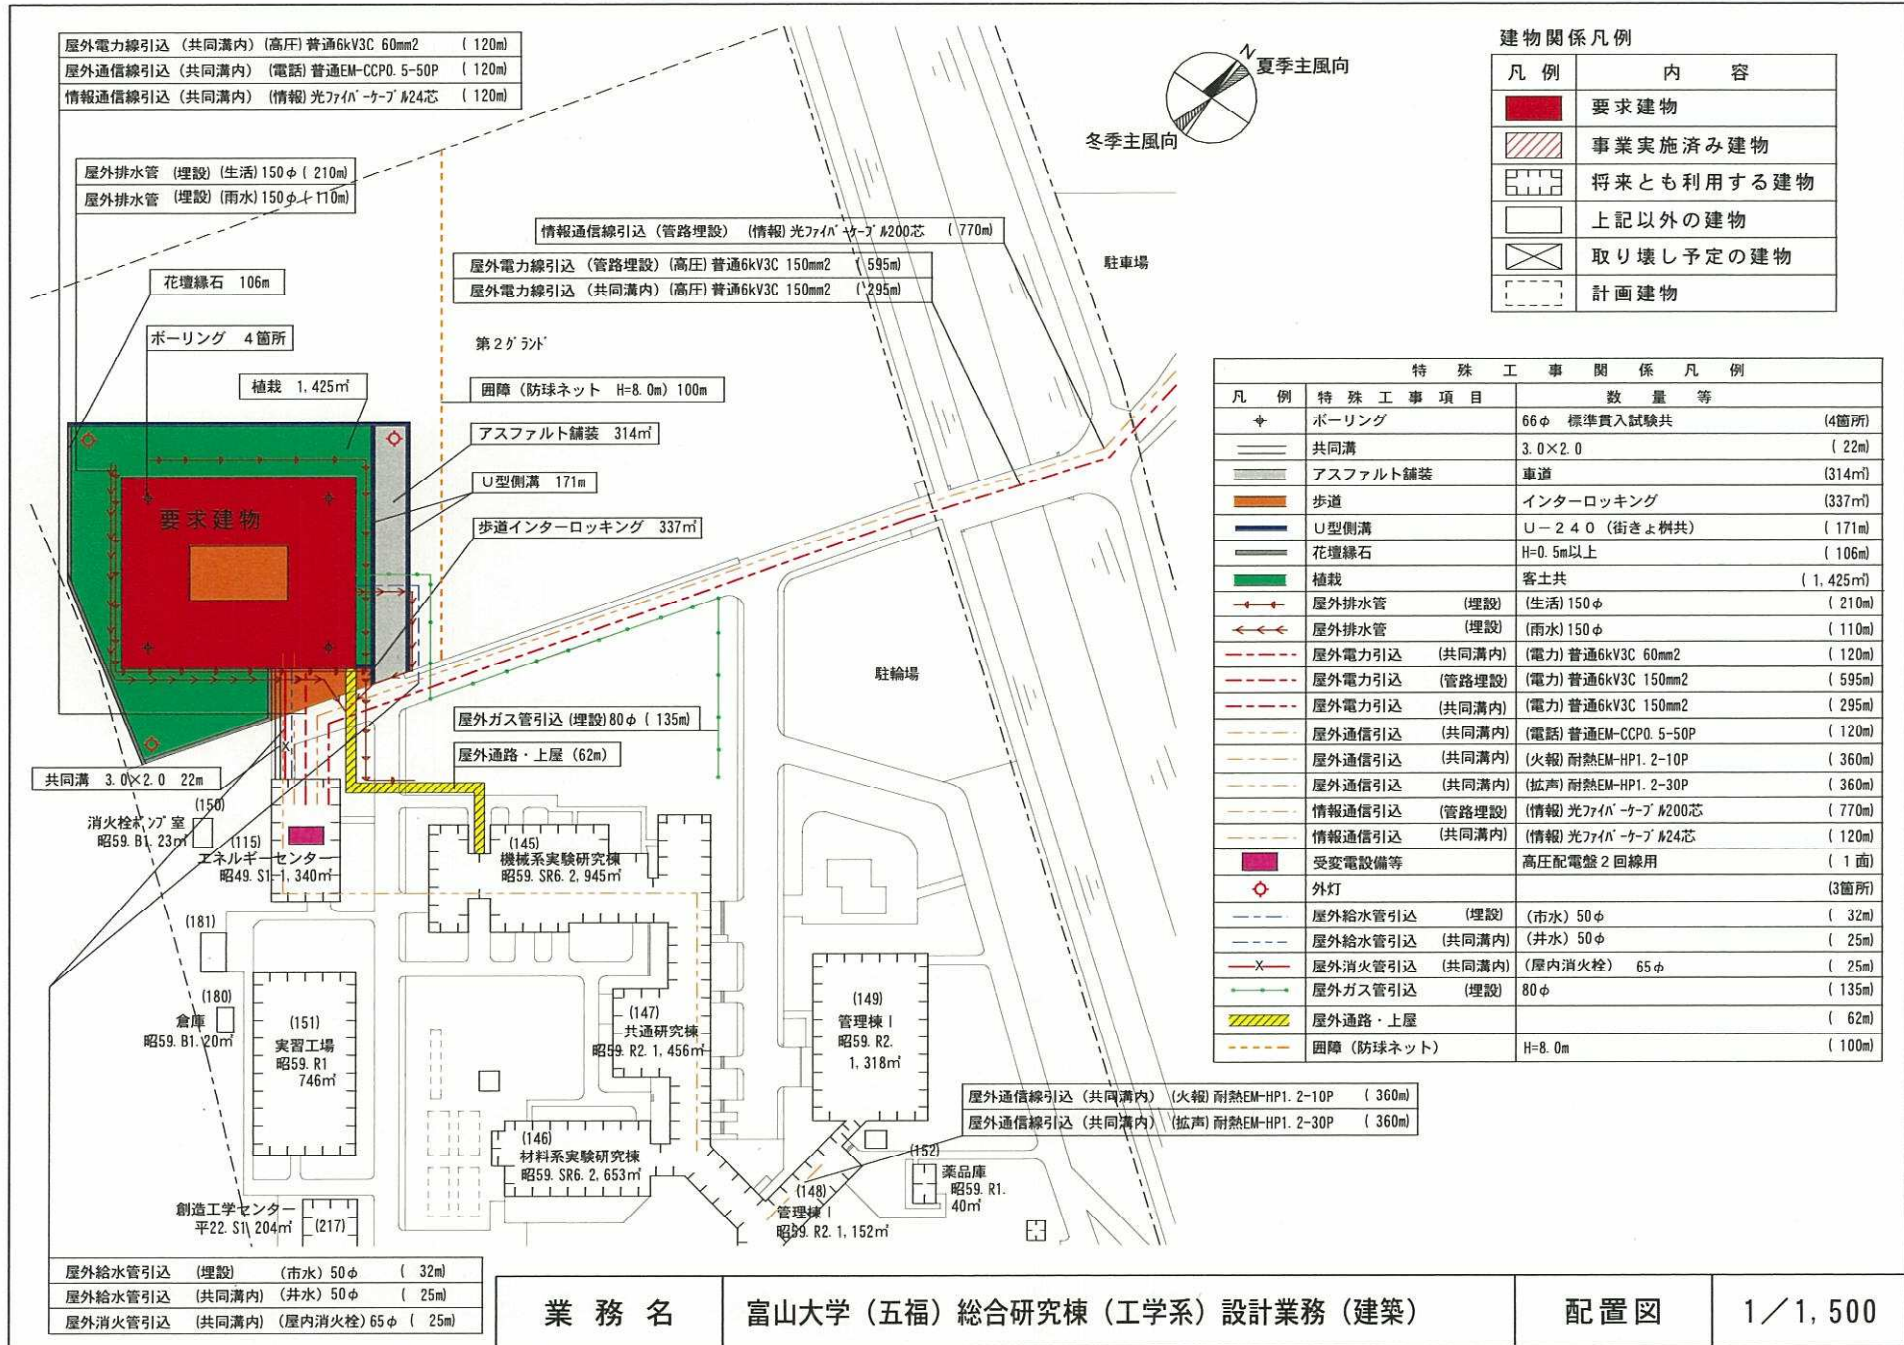 屋外電力線引込 (共同溝内) (高圧) 普通6kV3C 60mm2 ( 120m)
屋外通信線引込 (共同溝内) (電話) 普通EM-CCP0.5-50P ( 120m)
情報通信線引込 (共同溝内) (情報) 光ファイバーケーブル24芯 ( 120m)
N
夏季主風向
冬季主風向
屋外排水管 (埋設) (生活) 150φ ( 210m)
屋外排水管 (埋設) (雨水) 150φ ( 110m)
情報通信線引込 (管路埋設) (情報) 光ファイバーケーブル200芯 ( 770m)
屋外電力線引込 (管路埋設) (高圧) 普通6kV3C 150mm2 ( 595m)
屋外電力線引込 (共同溝内) (高圧) 普通6kV3C 150mm2 ( 295m)
駐車場
花壇縁石 106m
ボーリング 4箇所
第2グランド
植栽 1,425㎡
囲障 (防球ネット H=8.0m) 100m
アスファルト舗装 314㎡
U型側溝 171m
歩道インターロッキング 337㎡
要求建物
駐輪場
屋外ガス管引込 (埋設) 80φ ( 135m)
屋外通路・上屋 (62m)
共同溝 3.0×2.0 22m
(150)
消火栓ポンプ室
昭59.B1.23㎡
(115)
エネルギーセンター
昭49.S1-1,340㎡
(145)
機械系実験研究棟
昭59.SR6.2,945㎡
(181)
(180)
倉庫
昭59.B1.20㎡
(151)
実習工場
昭59.R1
746㎡
(147)
共通研究棟
昭59.R2.1,456㎡
(149)
管理棟Ⅰ
昭59.R2.
1,318㎡
屋外通信線引込 (共同溝内) (火報) 耐熱EM-HP1.2-10P ( 360m)
屋外通信線引込 (共同溝内) (拡声) 耐熱EM-HP1.2-30P ( 360m)
(146)
材料系実験研究棟
昭59.SR6.2,653㎡
(152)
薬品庫
昭59.R1.
40㎡
(148)
管理棟Ⅰ
昭59.R2.1,152㎡
創造工学センター
平22.S1.204㎡
(217)
屋外給水管引込 (埋設) (市水) 50φ ( 32m)
屋外給水管引込 (共同溝内) (井水) 50φ ( 25m)
屋外消火管引込 (共同溝内) (屋内消火栓) 65φ ( 25m)
建物関係凡例
凡例 内容
要求建物
事業実施済み建物
将来とも利用する建物
上記以外の建物
取り壊し予定の建物
計画建物
特殊工事関係凡例
凡例 特殊工事項目 数量等
ボーリング 66φ 標準貫入試験共 (4箇所)
共同溝 3.0×2.0 ( 22m)
アスファルト舗装 車道 (314㎡)
歩道 インターロッキング (337㎡)
U型側溝 U-240 (街きょ桝共) ( 171m)
花壇縁石 H=0.5m以上 ( 106m)
植栽 客土共 ( 1,425㎡)
屋外排水管 (埋設) (生活) 150φ ( 210m)
屋外排水管 (埋設) (雨水) 150φ ( 110m)
屋外電力引込 (共同溝内) (電力) 普通6kV3C 60mm2 ( 120m)
屋外電力引込 (管路埋設) (電力) 普通6kV3C 150mm2 ( 595m)
屋外電力引込 (共同溝内) (電力) 普通6kV3C 150mm2 ( 295m)
屋外通信引込 (共同溝内) (電話) 普通EM-CCP0.5-50P ( 120m)
屋外通信引込 (共同溝内) (火報) 耐熱EM-HP1.2-10P ( 360m)
屋外通信引込 (共同溝内) (拡声) 耐熱EM-HP1.2-30P ( 360m)
情報通信引込 (管路埋設) (情報) 光ファイバーケーブル200芯 ( 770m)
情報通信引込 (共同溝内) (情報) 光ファイバーケーブル24芯 ( 120m)
受変電設備等 高圧配電盤2回線用 ( 1面)
外灯 (3箇所)
屋外給水管引込 (埋設) (市水) 50φ ( 32m)
屋外給水管引込 (共同溝内) (井水) 50φ ( 25m)
X 屋外消火管引込 (共同溝内) (屋内消火栓) 65φ ( 25m)
屋外ガス管引込 (埋設) 80φ ( 135m)
屋外通路・上屋 ( 62m)
囲障 (防球ネット) H=8.0m ( 100m)
業務名 富山大学 (五福) 総合研究棟 (工学系) 設計業務 (建築) 配置図 1/1,500